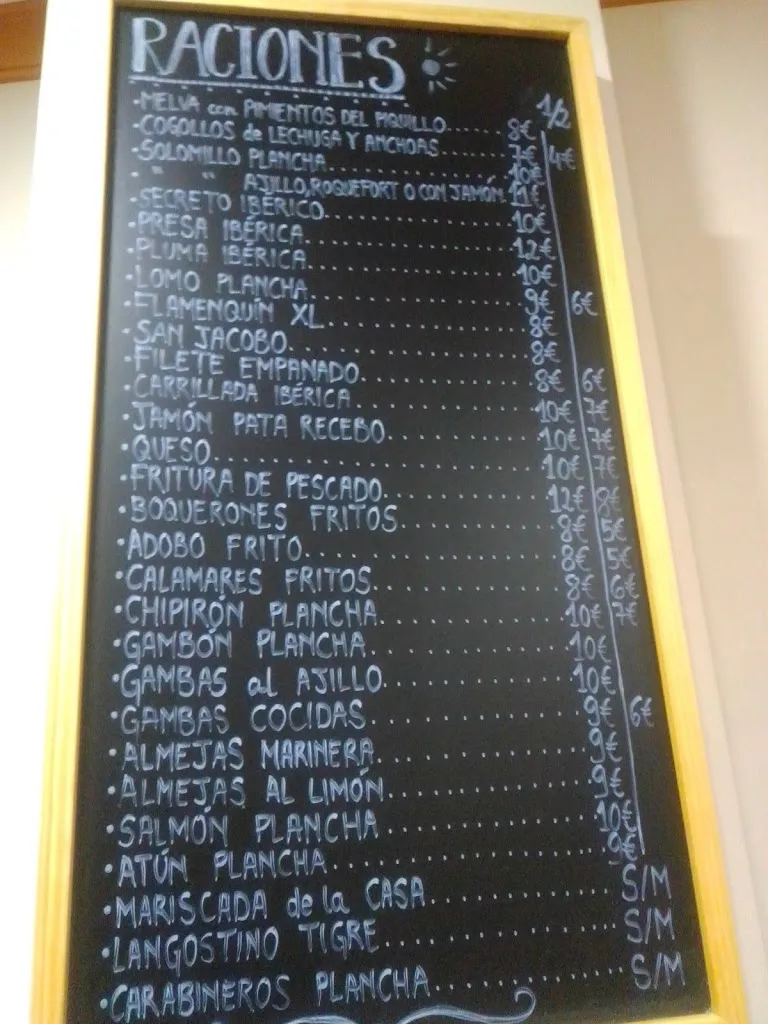 RACIONES
1/2
·MELVA con PIMIENTOS DEL PIQUILLO...... 8€
·COGOLLOS de LECHUGA Y ANCHOAS....... 7€ 4€
·SOLOMILLO PLANCHA................ 10€
· " " AJILLO, ROQUEFORT O CON JAMÓN. 11€
·SECRETO IBÉRICO................ 10€
·PRESA IBÉRICA................ 12€
·PLUMA IBÉRICA................ 10€
·LOMO PLANCHA................ 9€ 6€
·FLAMENQUÍN XL................ 8€
·SAN JACOBO................ 8€
·FILETE EMPANADO................ 8€ 6€
·CARRILLADA IBÉRICA................ 10€ 7€
·JAMÓN PATA RECEBO................ 10€ 7€
·QUESO................ 10€ 7€
·FRITURA DE PESCADO................ 12€ 8€
·BOQUERONES FRITOS................ 8€ 5€
·ADOBO FRITO................ 8€ 5€
·CALAMARES FRITOS................ 8€ 6€
·CHIPIRÓN PLANCHA................ 10€ 7€
·GAMBÓN PLANCHA................ 10€
·GAMBAS al AJILLO................ 10€
·GAMBAS COCIDAS................ 9€ 6€
·ALMEJAS MARINERA................ 9€
·ALMEJAS AL LIMÓN................ 9€
·SALMÓN PLANCHA................ 10€
·ATÚN PLANCHA................ 9€
·MARISCADA de la CASA................ S/M
·LANGOSTINO TIGRE................ S/M
·CARABINEROS PLANCHA................ S/M